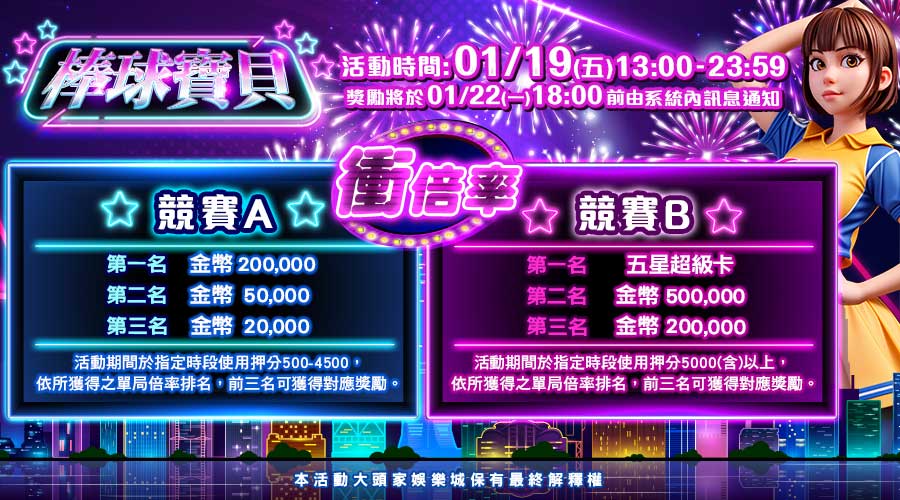 棒球寶貝
活動時間:01/19(五)13:00-23:59
獎勵將於01/22(一)18:00前由系統內訊息通知
衝倍率
競賽A
第一名 金幣 200,000
第二名 金幣 50,000
第三名 金幣 20,000
活動期間於指定時段使用押分500-4500，
依所獲得之單局倍率排名，前三名可獲得對應獎勵。
競賽B
第一名 五星超級卡
第二名 金幣 500,000
第三名 金幣 200,000
活動期間於指定時段使用押分5000(含)以上，
依所獲得之單局倍率排名，前三名可獲得對應獎勵。
本活動大頭家娛樂城保有最終解釋權